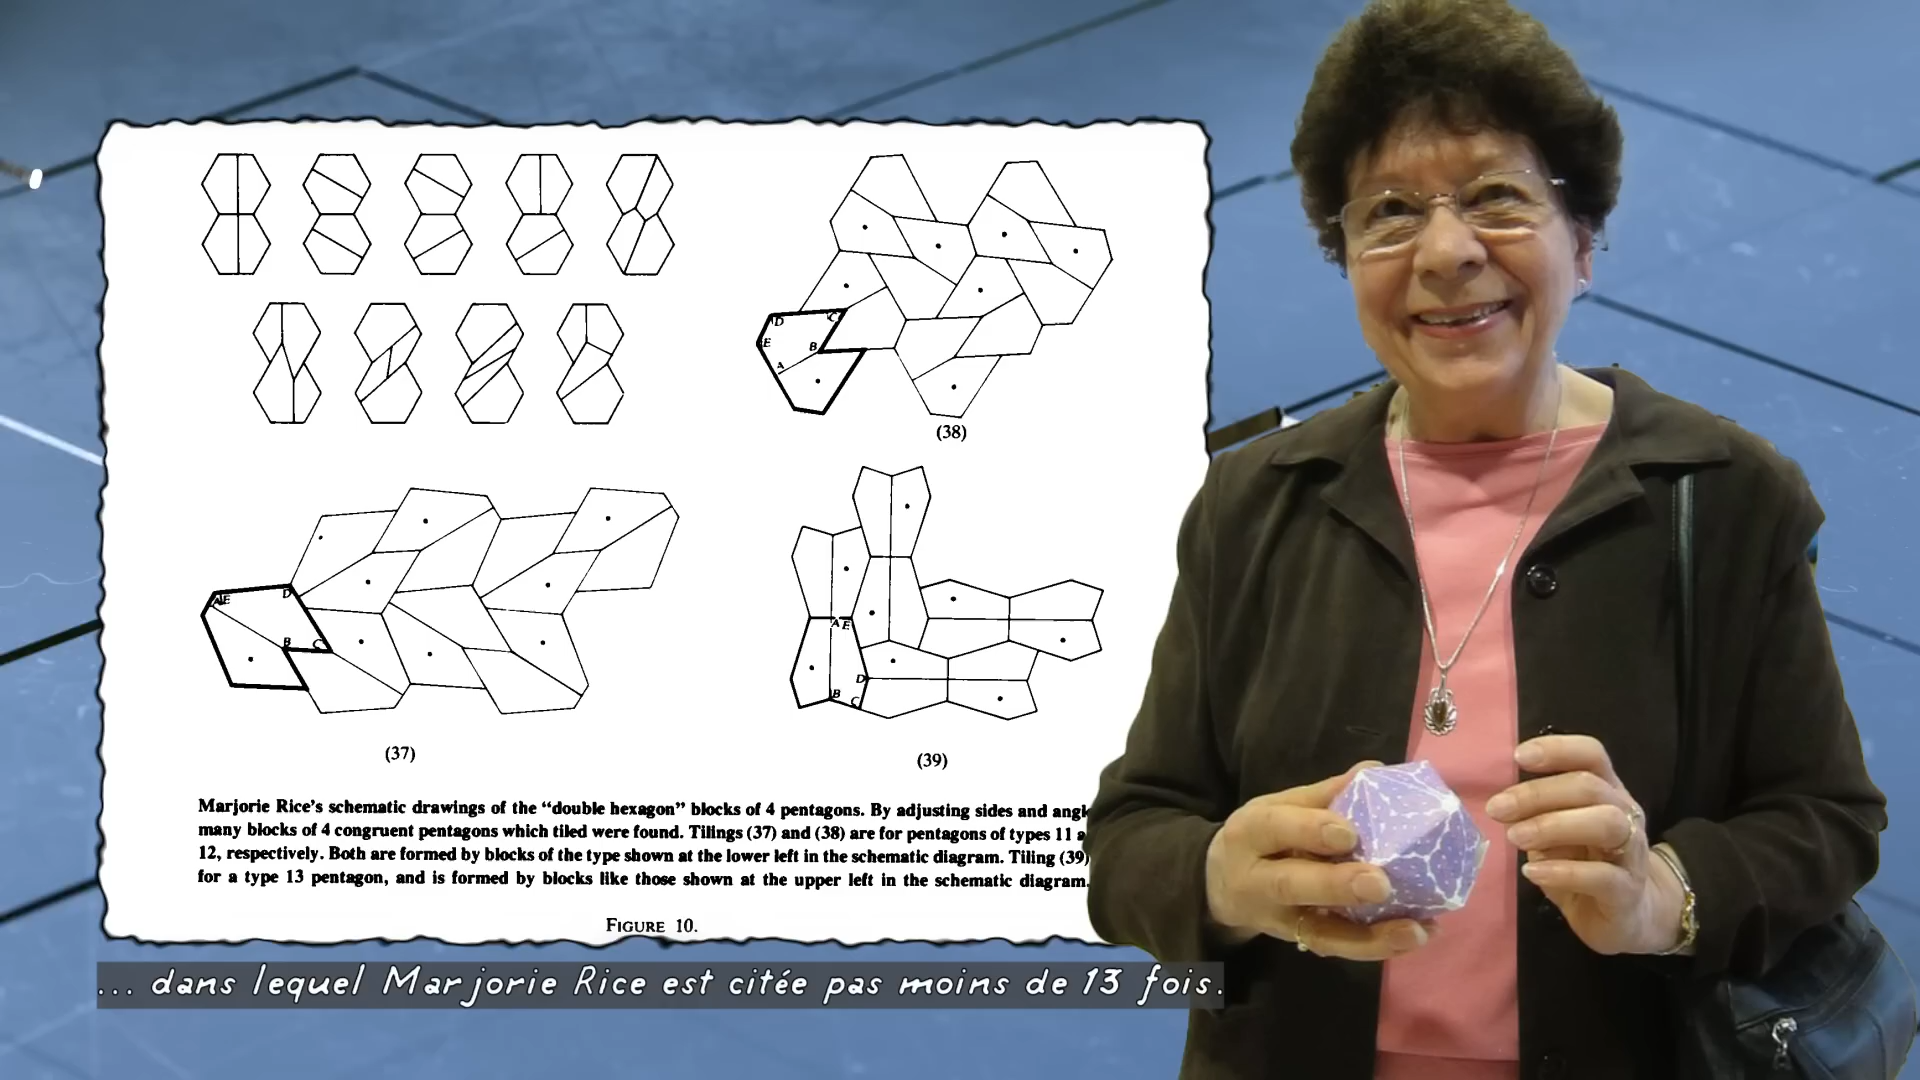 D
C
E
B
A
(38)
A E
D
B
C
A E
D
B
C
(37)
(39)
Marjorie Rice's schematic drawings of the "double hexagon" blocks of 4 pentagons. By adjusting sides and
many blocks of 4 congruent pentagons which tiled were found. Tilings (37) and (38) are for pentagons of types 11
12, respectively. Both are formed by blocks of the type shown at the lower left in the schematic diagram. Tiling (39)
for a type 13 pentagon, and is formed by blocks like those shown at the upper left in the schematic diagram.
FIGURE 10.
... dans lequel Marjorie Rice est citée pas moins de 13 fois.